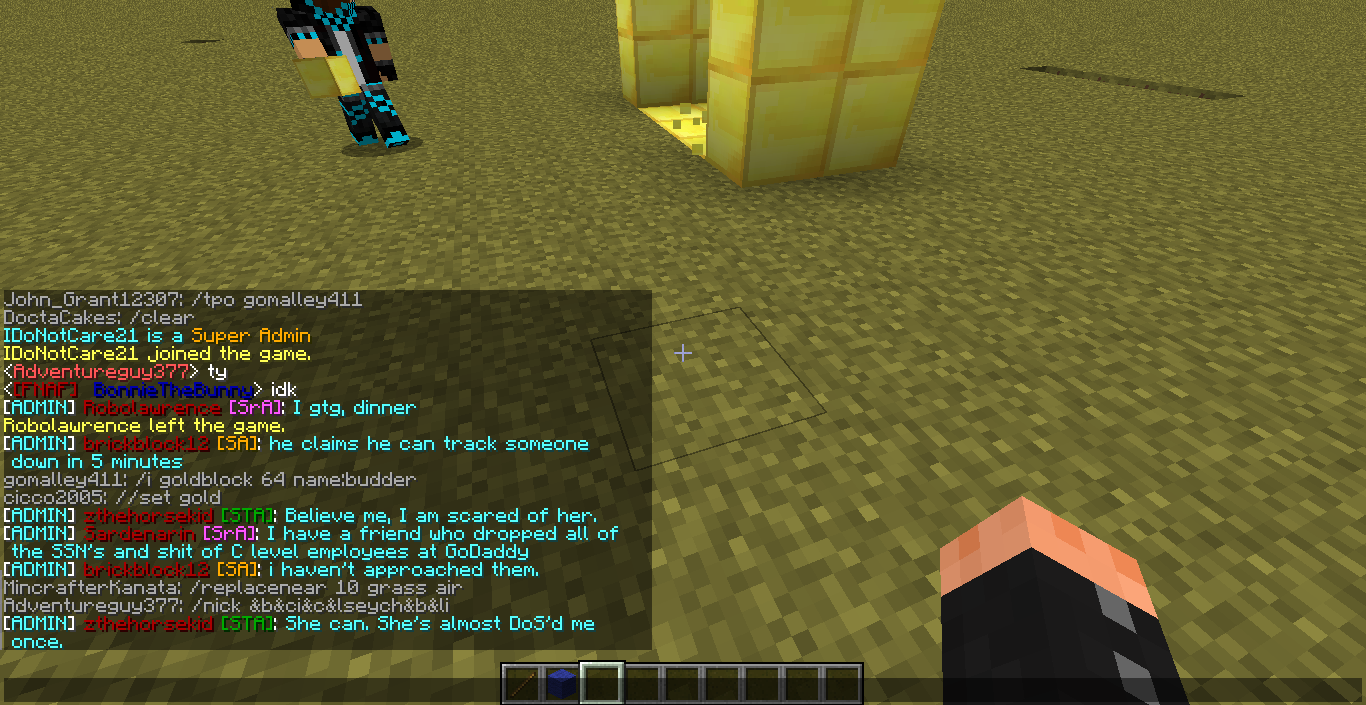 John_Grant12307: /tpo gomalley411
DoctaCakes: /clear
IDoNotCare21 is a Super Admin
IDoNotCare21 joined the game.
<Adventureguy377> ty
<[FNAF] BonnieTheBunny> idk
[ADMIN] Robolawrence [SrA]: I gtg, dinner
Robolawrence left the game.
[ADMIN] brickblock12 [SA]: he claims he can track someone
down in 5 minutes
gomalley411: /i goldblock 64 name:budder
cicco2005: //set gold
[ADMIN] zthehorsekid [STA]: Believe me, I am scared of her.
[ADMIN] Sardenarin [SrA]: I have a friend who dropped all of
the SSN's and shit of C level employees at GoDaddy
[ADMIN] brickblock12 [SA]: i haven't approached them.
MincrafterKanata: /replacenear 10 grass air
Adventureguy377: /nick &b&ci&c&lseych&b&li
[ADMIN] zthehorsekid [STA]: She can. She's almost DoS'd me
once.